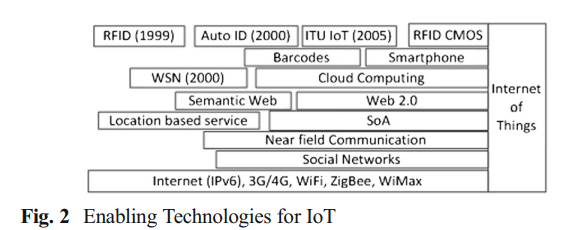 RFID (1999) Auto ID (2000) ITU IoT (2005) RFID CMOS
Barcodes Smartphone
WSN (2000) Cloud Computing
Semantic Web Web 2.0
Location based service SoA
Near field Communication
Social Networks
Internet (IPv6), 3G/4G, WiFi, ZigBee, WiMax
Internet
of
Things
Fig. 2 Enabling Technologies for IoT